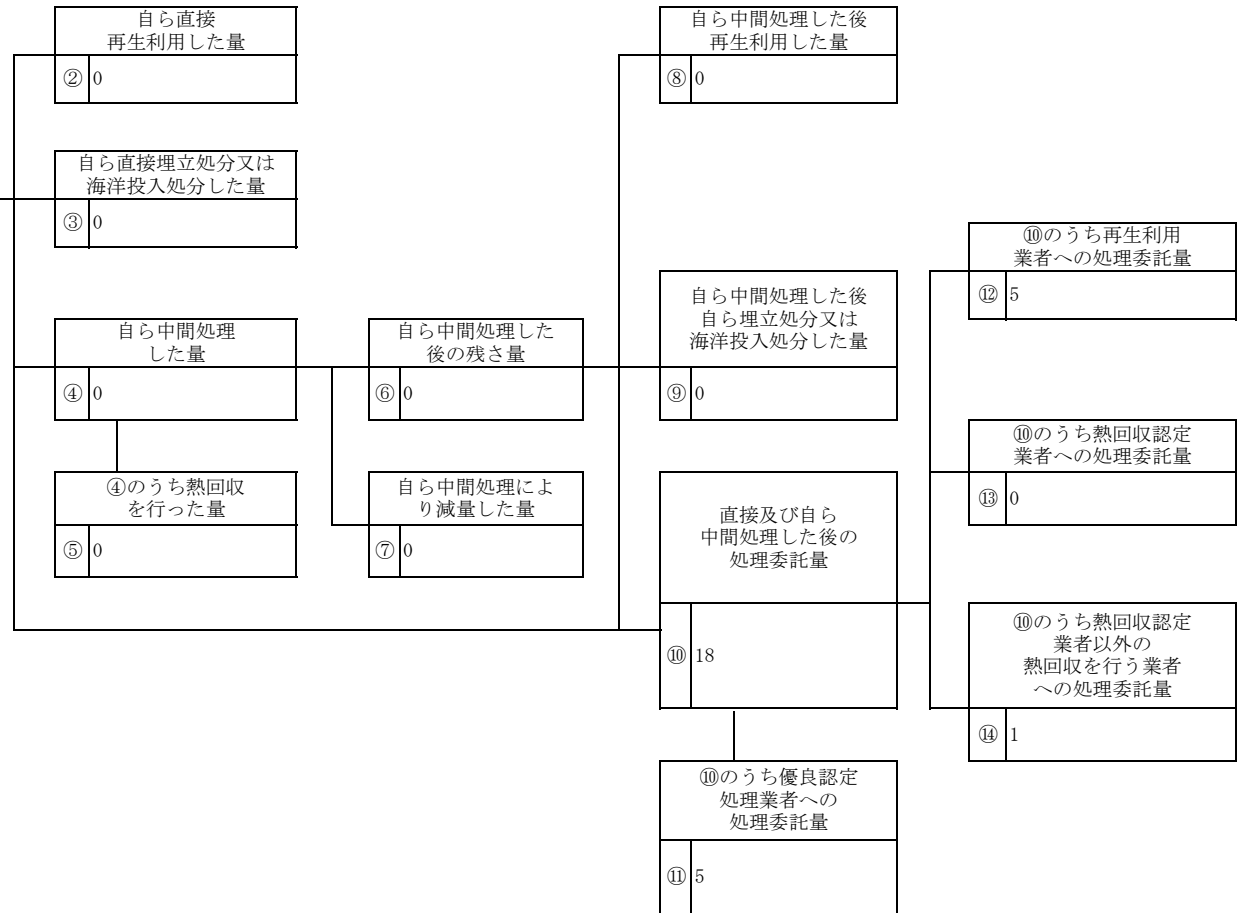 自ら直接
再生利用した量
② 0
自ら中間処理した後
再生利用した量
⑧ 0
自ら直接埋立処分又は
海洋投入処分した量
③ 0
⑩のうち再生利用
業者への処理委託量
⑫ 5
自ら中間処理
した量
④ 0
自ら中間処理した
後の残さ量
⑥ 0
自ら中間処理した後
自ら埋立処分又は
海洋投入処分した量
⑨ 0
⑩のうち熱回収認定
業者への処理委託量
⑬ 0
④のうち熱回収
を行った量
⑤ 0
自ら中間処理によ
り減量した量
⑦ 0
直接及び自ら
中間処理した後の
処理委託量
⑩ 18
⑩のうち熱回収認定
業者以外の
熱回収を行う業者
への処理委託量
⑭ 1
⑩のうち優良認定
処理業者への
処理委託量
⑪ 5